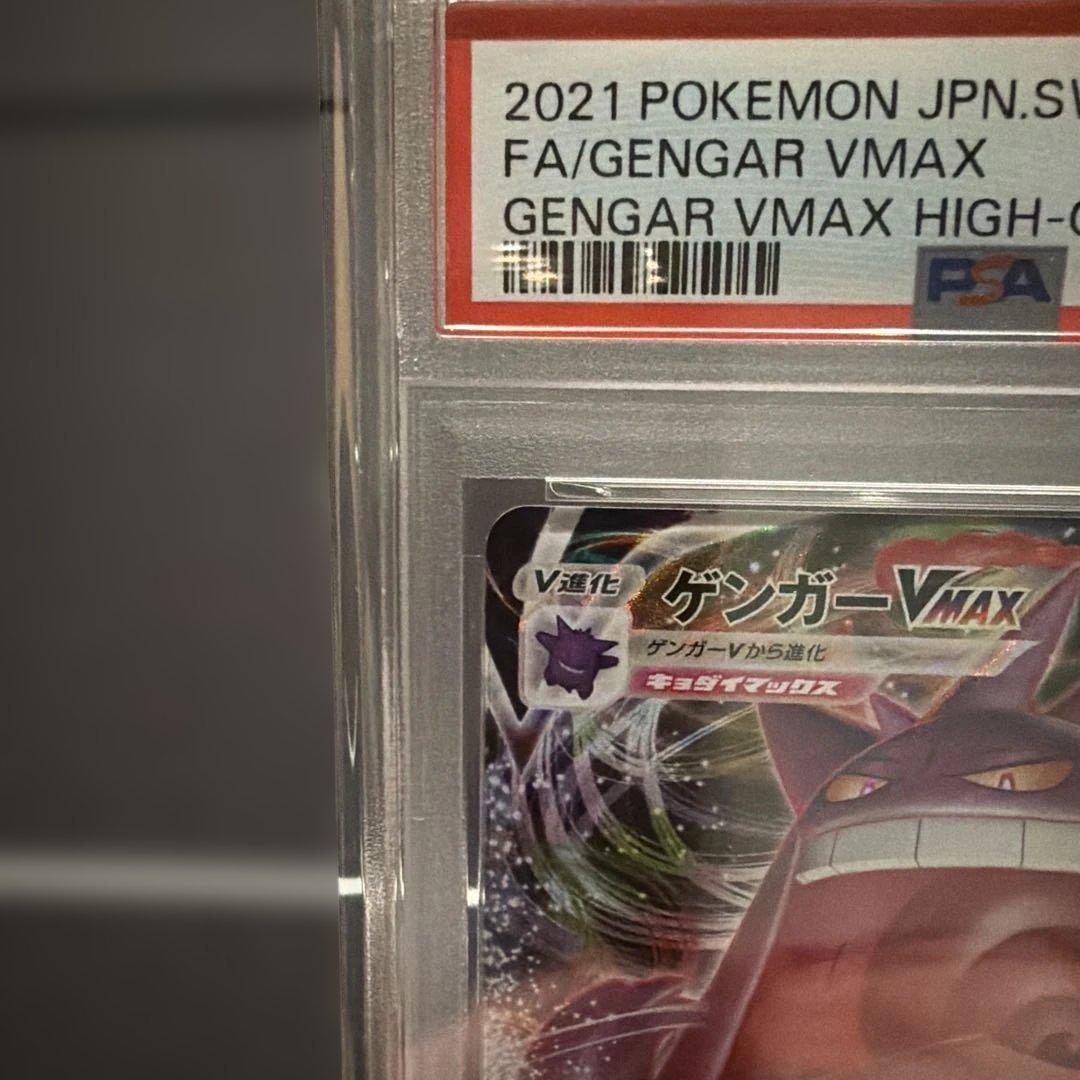 2021 POKEMON JPN.SW
FA/GENGAR VMAX
GENGAR VMAX HIGH-
PSA
V進化
ゲンガーVMAX
ゲンガーVから進化
キョダイマックス